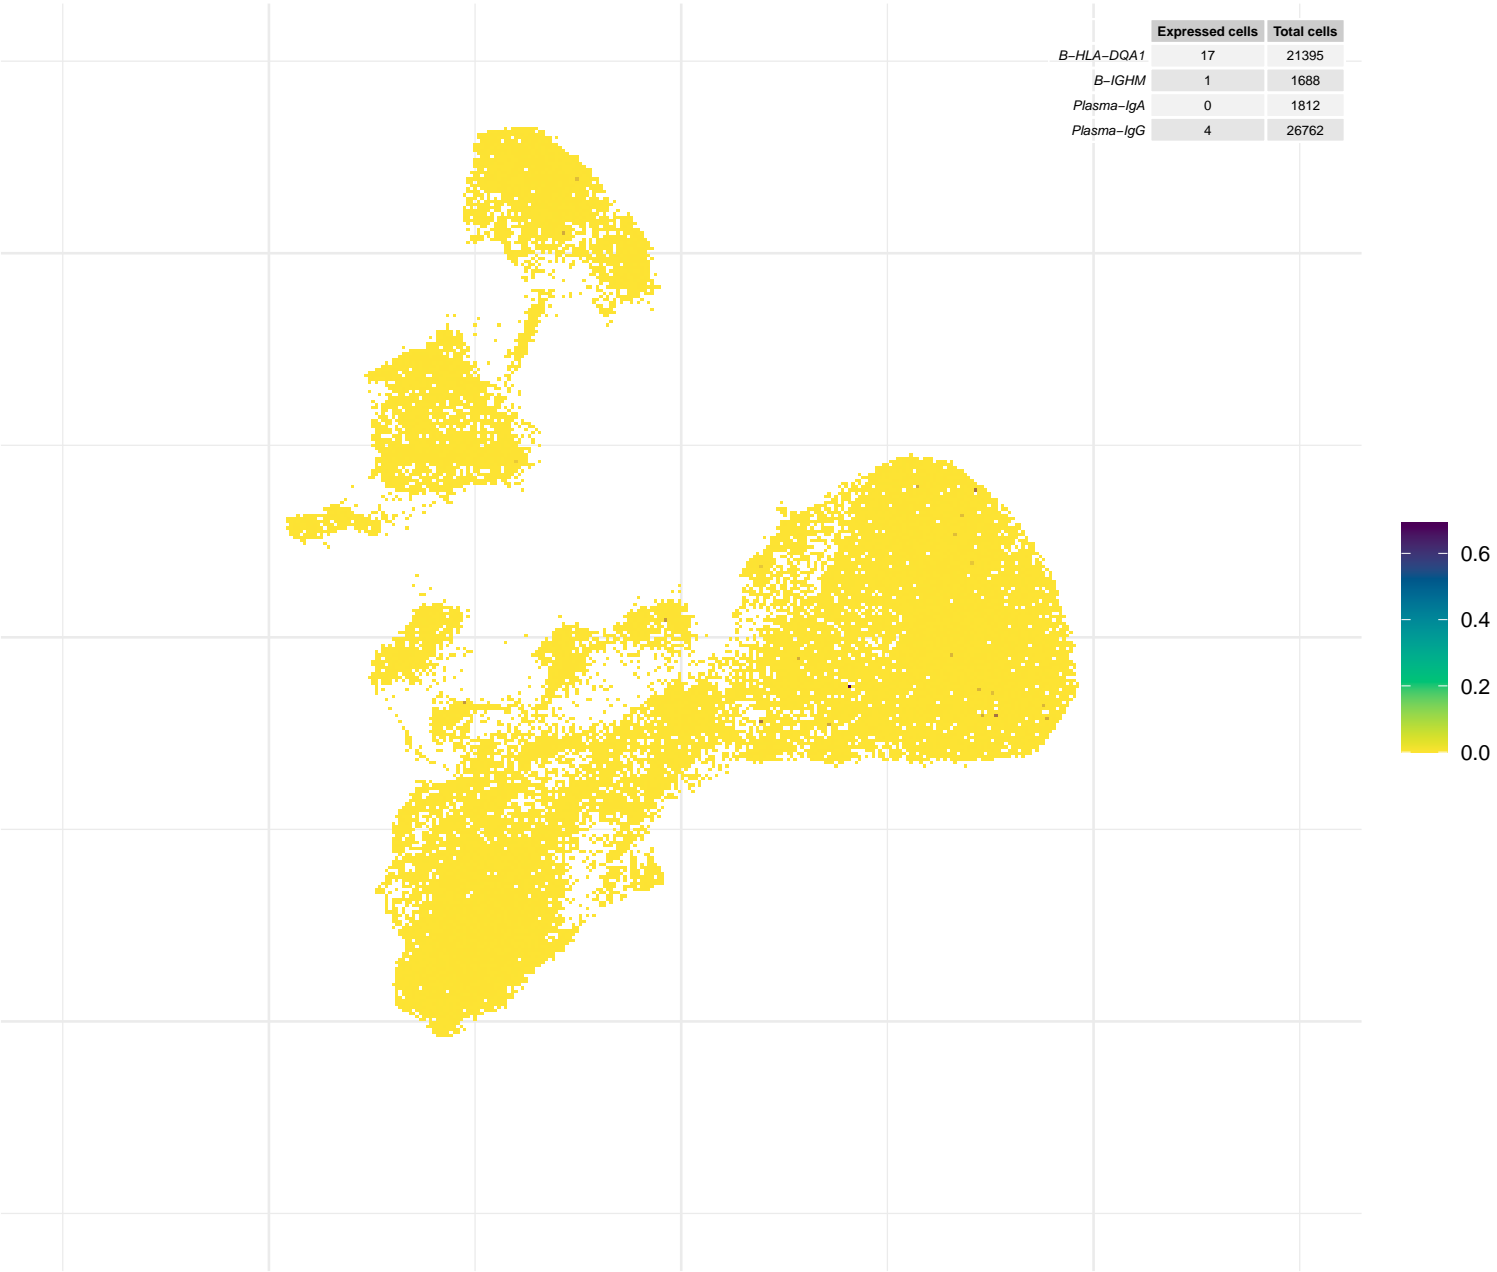 Expressed cells Total cells
B−HLA−DQA1 17 21395
B−IGHM 1 1688
Plasma−IgA 0 1812
Plasma−IgG 4 26762
0.6
0.4
0.2
0.0